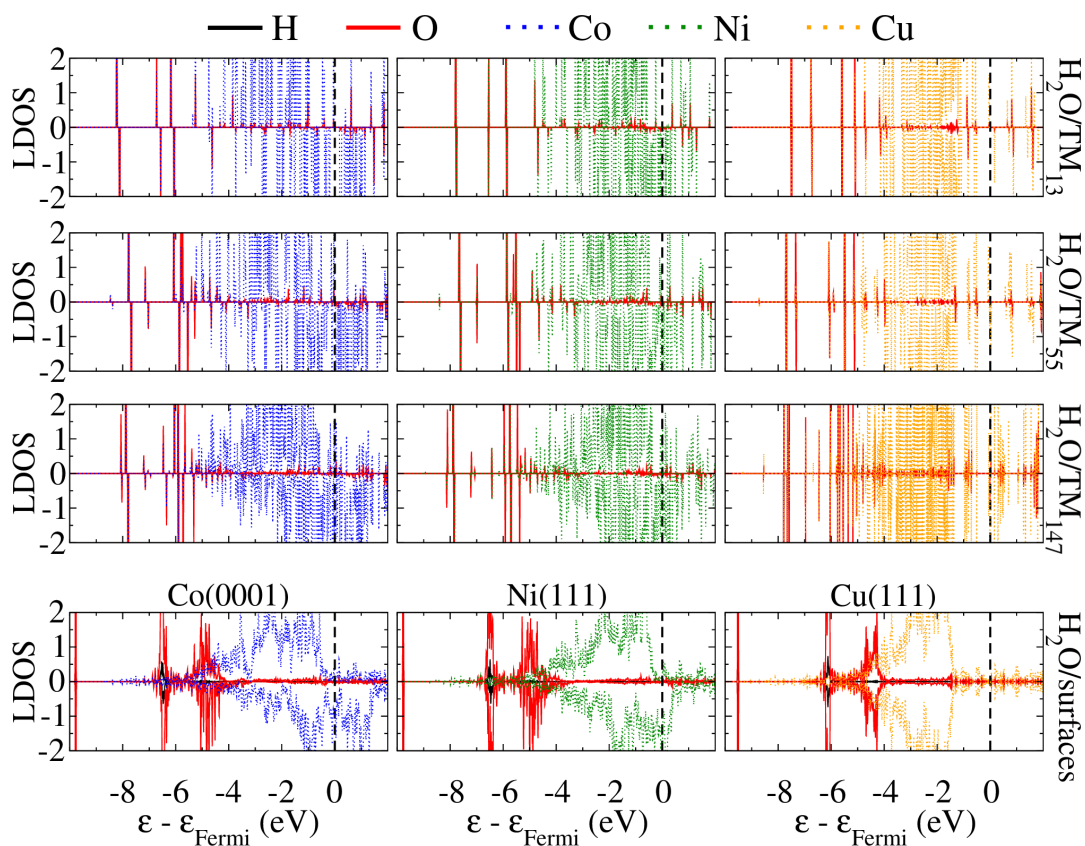 H O Co Ni Cu
2
1
0
-1
-2
LDOS
H2O/TM13
2
1
0
-1
-2
LDOS
H2O/TM55
2
1
0
-1
-2
LDOS
H2O/TM147
Co(0001) Ni(111) Cu(111)
2
1
0
-1
-2
LDOS
H2O/surfaces
-8 -6 -4 -2 0 -8 -6 -4 -2 0 -8 -6 -4 -2 0
ε - εFermi (eV) ε - εFermi (eV) ε - εFermi (eV)